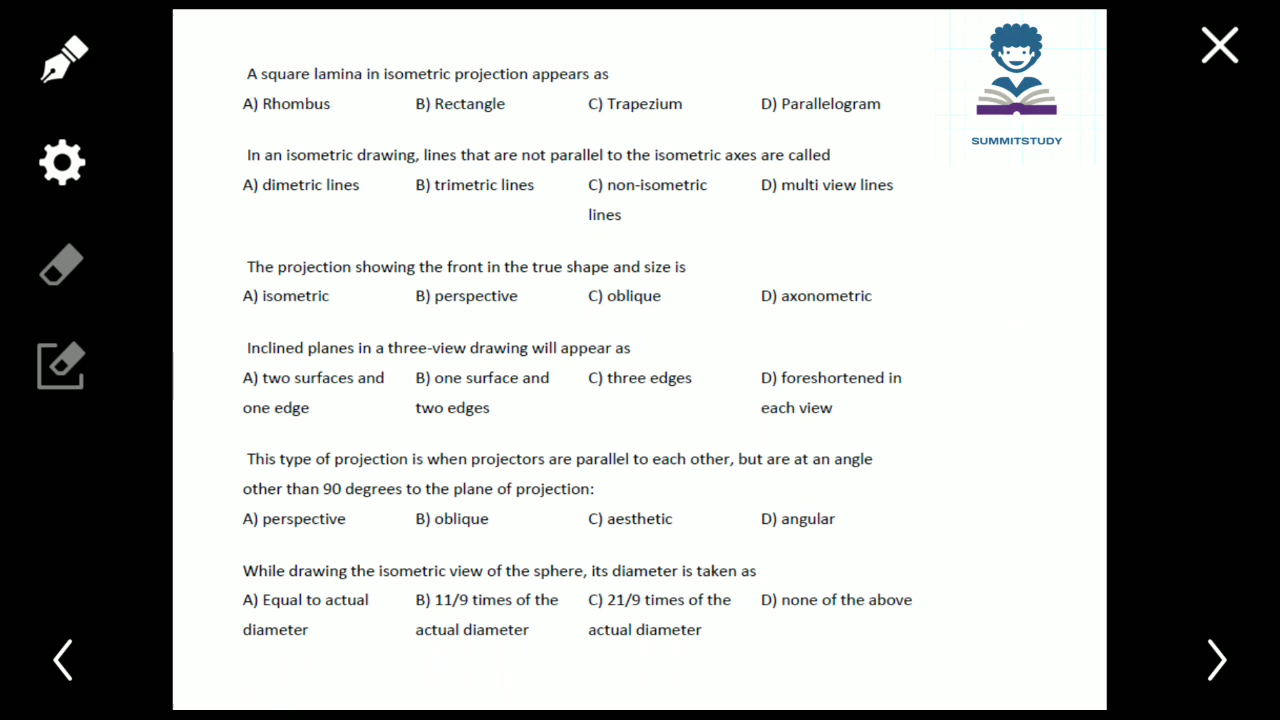 A square lamina in isometric projection appears as
A) Rhombus B) Rectangle C) Trapezium D) Parallelogram
SUMMITSTUDY
In an isometric drawing, lines that are not parallel to the isometric axes are called
A) dimetric lines B) trimetric lines C) non-isometric D) multi view lines
lines
The projection showing the front in the true shape and size is
A) isometric B) perspective C) oblique D) axonometric
Inclined planes in a three-view drawing will appear as
A) two surfaces and B) one surface and C) three edges D) foreshortened in
one edge two edges each view
This type of projection is when projectors are parallel to each other, but are at an angle
other than 90 degrees to the plane of projection:
A) perspective B) oblique C) aesthetic D) angular
While drawing the isometric view of the sphere, its diameter is taken as
A) Equal to actual B) 11/9 times of the C) 21/9 times of the D) none of the above
diameter actual diameter actual diameter